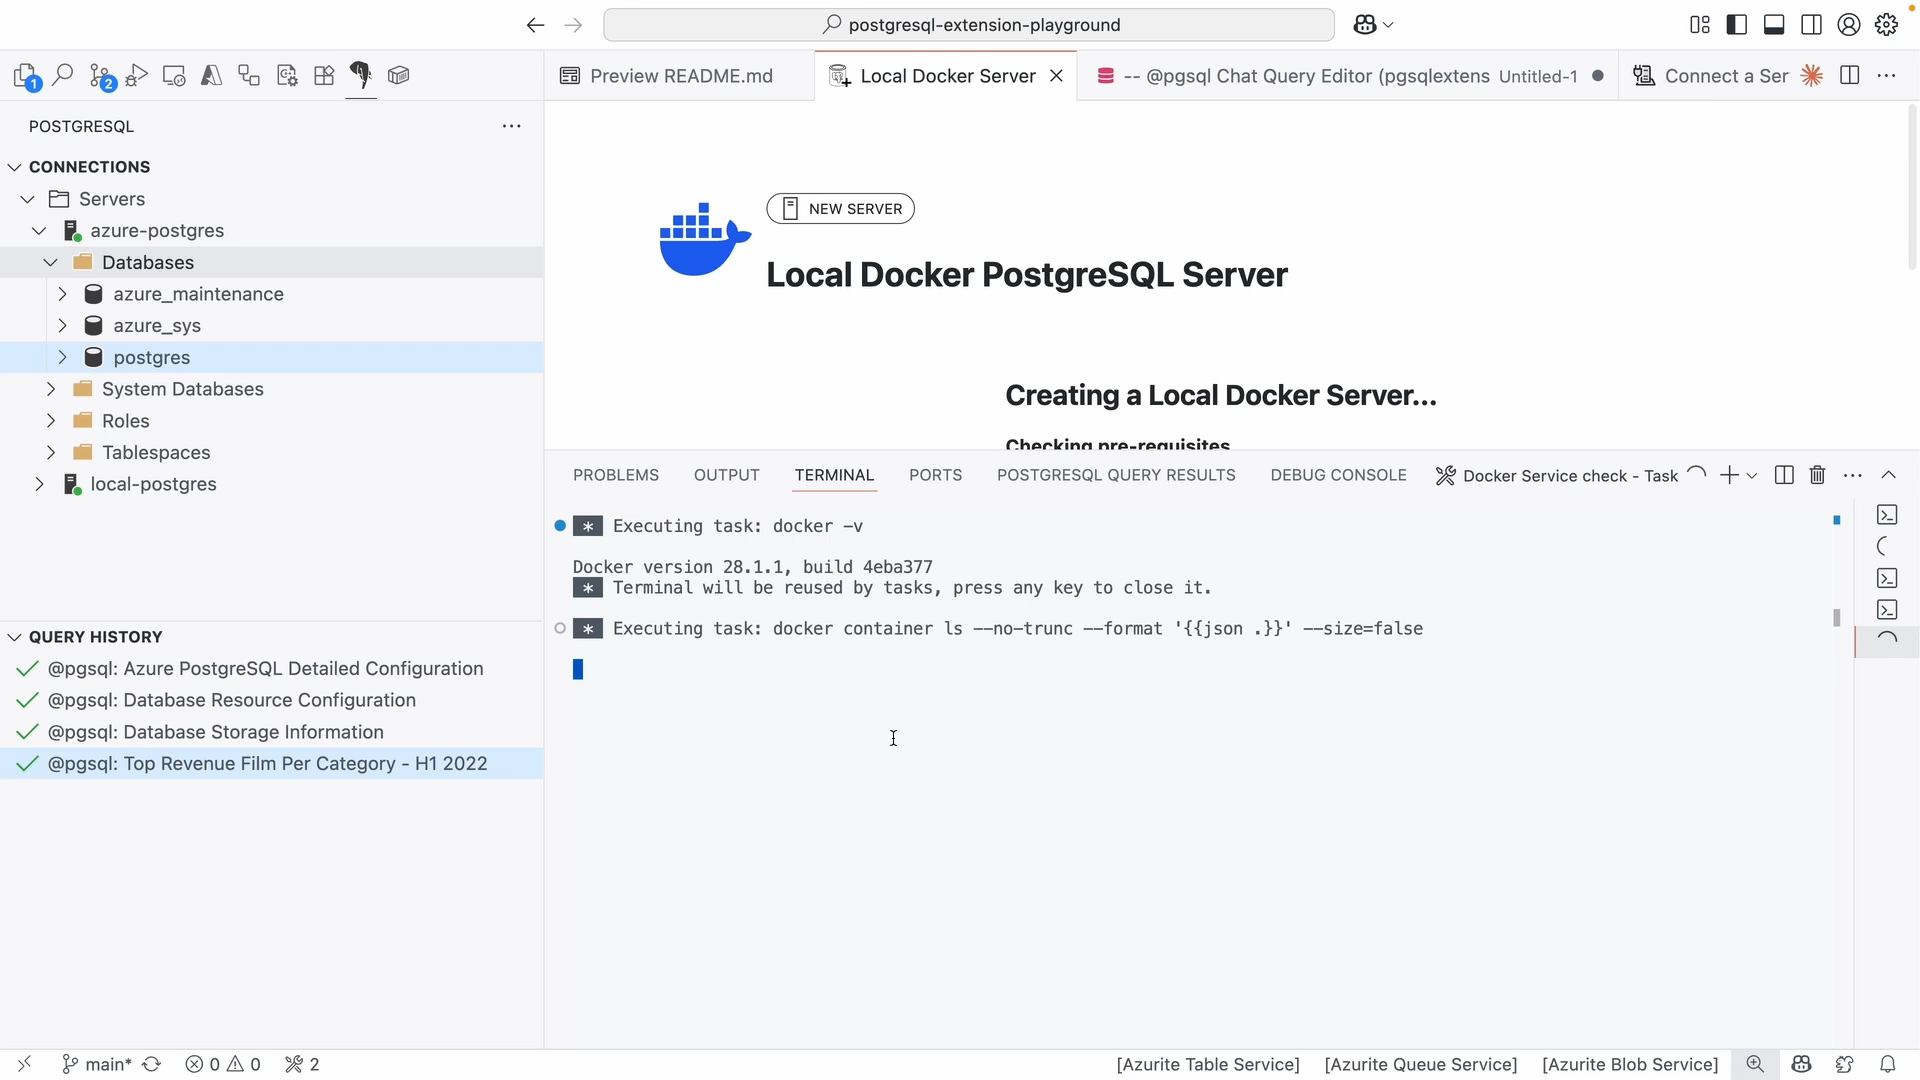 postgresql-extension-playground
1
2
Preview README.md
Local Docker Server
-- @pgsql Chat Query Editor (pgsqlextens Untitled-1
Connect a Ser
POSTGRESQL
CONNECTIONS
Servers
azure-postgres
Databases
azure_maintenance
azure_sys
postgres
System Databases
Roles
Tablespaces
local-postgres
QUERY HISTORY
@pgsql: Azure PostgreSQL Detailed Configuration
@pgsql: Database Resource Configuration
@pgsql: Database Storage Information
@pgsql: Top Revenue Film Per Category - H1 2022
NEW SERVER
Local Docker PostgreSQL Server
Creating a Local Docker Server...
Checking pre-requisites
PROBLEMS
OUTPUT
TERMINAL
PORTS
POSTGRESQL QUERY RESULTS
DEBUG CONSOLE
Docker Service check - Task
* Executing task: docker -v
Docker version 28.1.1, build 4eba377
* Terminal will be reused by tasks, press any key to close it.
* Executing task: docker container ls --no-trunc --format '{{json .}}' --size=false
main*
0
0
2
[Azurite Table Service]
[Azurite Queue Service]
[Azurite Blob Service]